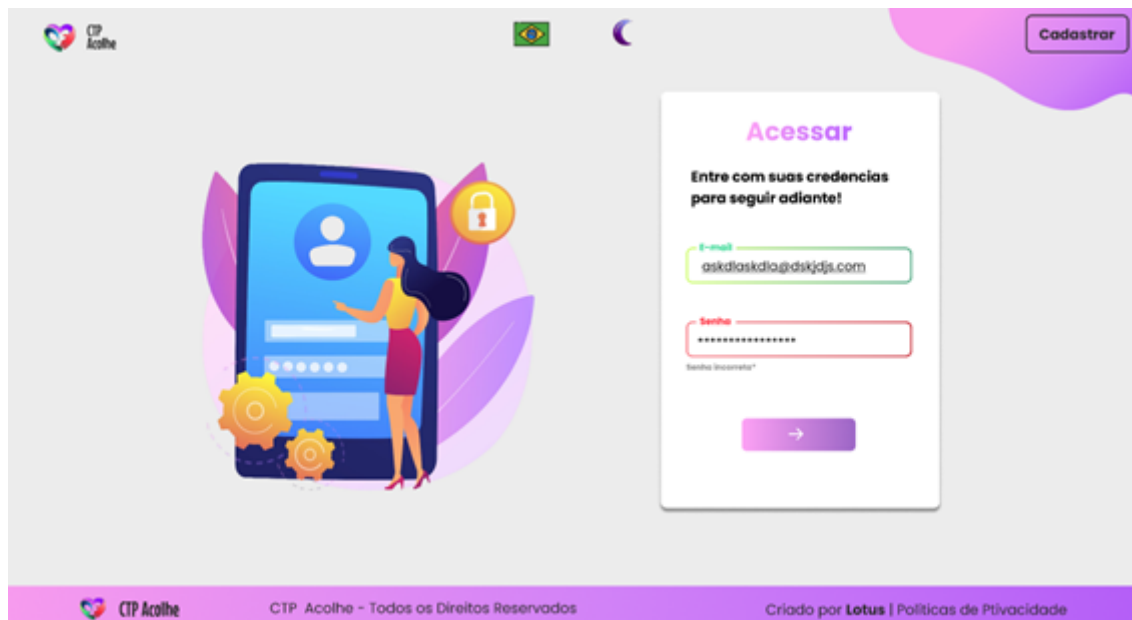 CTP
Acolhe
Cadastrar
Acessar
Entre com suas credencias
para seguir adiante!
E-mail
askdlaskdla@dskjdjs.com
Senha
****************
Senha incorreta*
CTP Acolhe
CTP Acolhe - Todos os Direitos Reservados
Criado por Lotus | Políticas de Ptivacidade